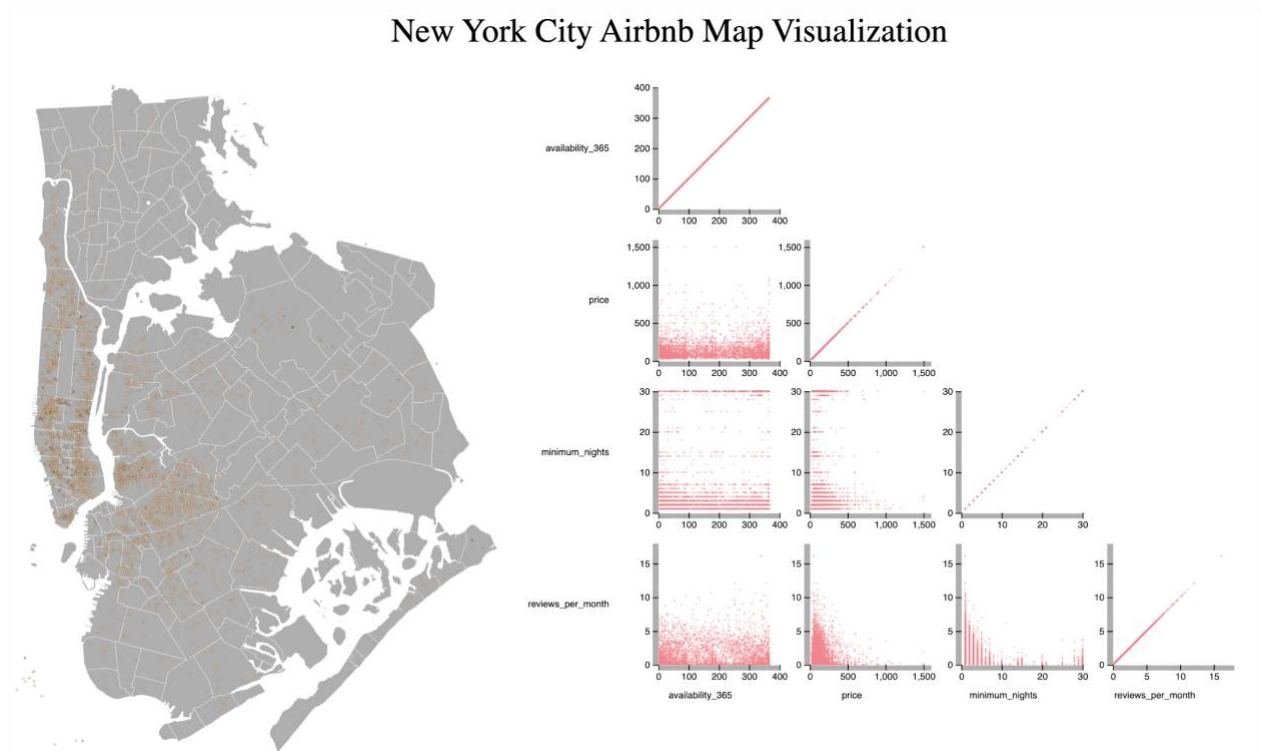 New York City Airbnb Map Visualization
400
300
availability_365
200
100
0
0 100 200 300 400
1,500 1,500
1,000 1,000
price
500 500
0 0
0 100 200 300 400 0 500 1,000 1,500
30 30 30
20 20 20
minimum_nights
10 10 10
0 0 0
0 100 200 300 400 0 500 1,000 1,500 0 10 20 30
15 15 15 15
10 10 10 10
reviews_per_month
5 5 5 5
0 0 0 0
0 100 200 300 400 0 500 1,000 1,500 0 10 20 30 0 5 10 15
availability_365 price minimum_nights reviews_per_month